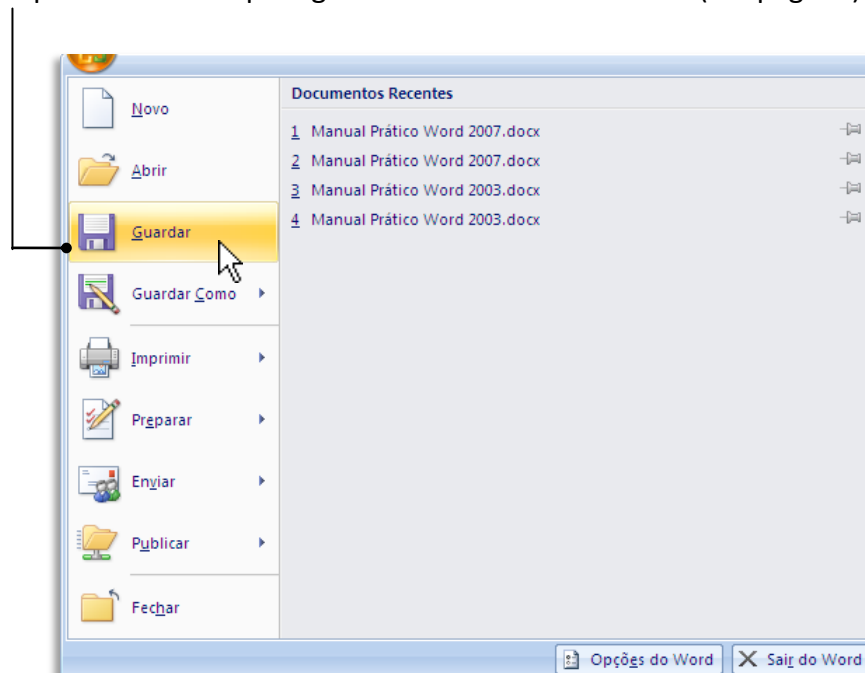 Novo
Abrir
Guardar
Guardar Como
Imprimir
Preparar
Enviar
Publicar
Fechar
Documentos Recentes
1 Manual Prático Word 2007.docx
2 Manual Prático Word 2007.docx
3 Manual Prático Word 2003.docx
4 Manual Prático Word 2003.docx
Opções do Word
Sair do Word